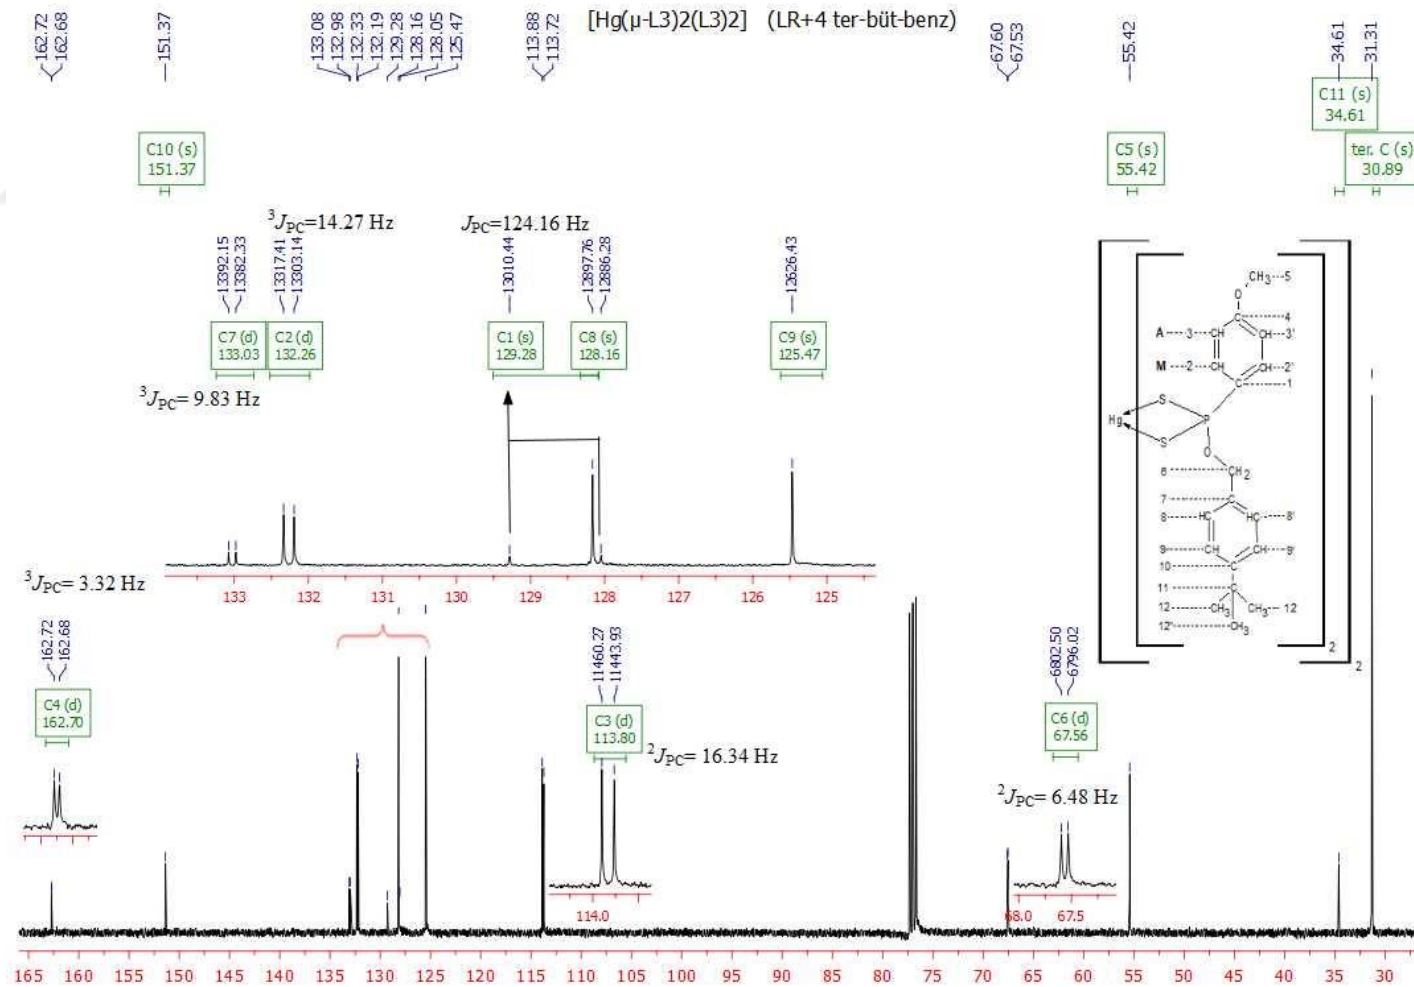 [Hg(μ-L3)2(L3)2] (LR+4 ter-büt-benz)
162.72
162.68
151.37
133.08
132.98
132.33
132.19
129.28
128.16
128.05
125.47
113.88
113.72
67.60
67.53
55.42
34.61
31.31
C10 (s)
151.37
C5 (s)
55.42
C11 (s)
34.61
ter. C (s)
30.89
³JPC=14.27 Hz
JPC=124.16 Hz
13392.15
13382.33
13317.41
13303.14
13010.44
12897.76
12886.28
12626.43
C7 (d)
133.03
C2 (d)
132.26
C1 (s)
129.28
C8 (s)
128.16
C9 (s)
125.47
³JPC= 9.83 Hz
133 132 131 130 129 128 127 126 125
CH3 5
O
C 4
A 3 CH CH 3'
M 2 CH CH 2'
C 1
S
Hg P
S
O
6 CH2
7 C
8 HC HC 8'
9 CH CH 9'
10 C
11 C
12 CH3 CH3 12
12' CH3
2
2
³JPC= 3.32 Hz
162.72
162.68
C4 (d)
162.70
11460.27
11443.93
C3 (d)
113.80
²JPC= 16.34 Hz
114.0
6802.50
6796.02
C6 (d)
67.56
²JPC= 6.48 Hz
68.0 67.5
165 160 155 150 145 140 135 130 125 120 115 110 105 100 95 90 85 80 75 70 65 60 55 50 45 40 35 30